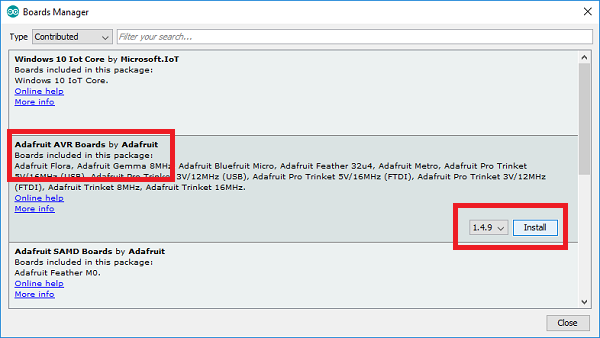 Boards Manager
Type Contributed Filter your search...
Windows 10 Iot Core by Microsoft.IoT
Boards included in this package:
Windows 10 IoT Core.
Online help
More info
Adafruit AVR Boards by Adafruit
Boards included in this package:
Adafruit Flora, Adafruit Gemma 8MHz, Adafruit Bluefruit Micro, Adafruit Feather 32u4, Adafruit Metro, Adafruit Pro Trinket
5V/16MHz (USB), Adafruit Pro Trinket 3V/12MHz (USB), Adafruit Pro Trinket 5V/16MHz (FTDI), Adafruit Pro Trinket 3V/12MHz
(FTDI), Adafruit Trinket 8MHz, Adafruit Trinket 16MHz.
Online help
More info
1.4.9 Install
Adafruit SAMD Boards by Adafruit
Boards included in this package:
Adafruit Feather M0.
Online help
More info
Close